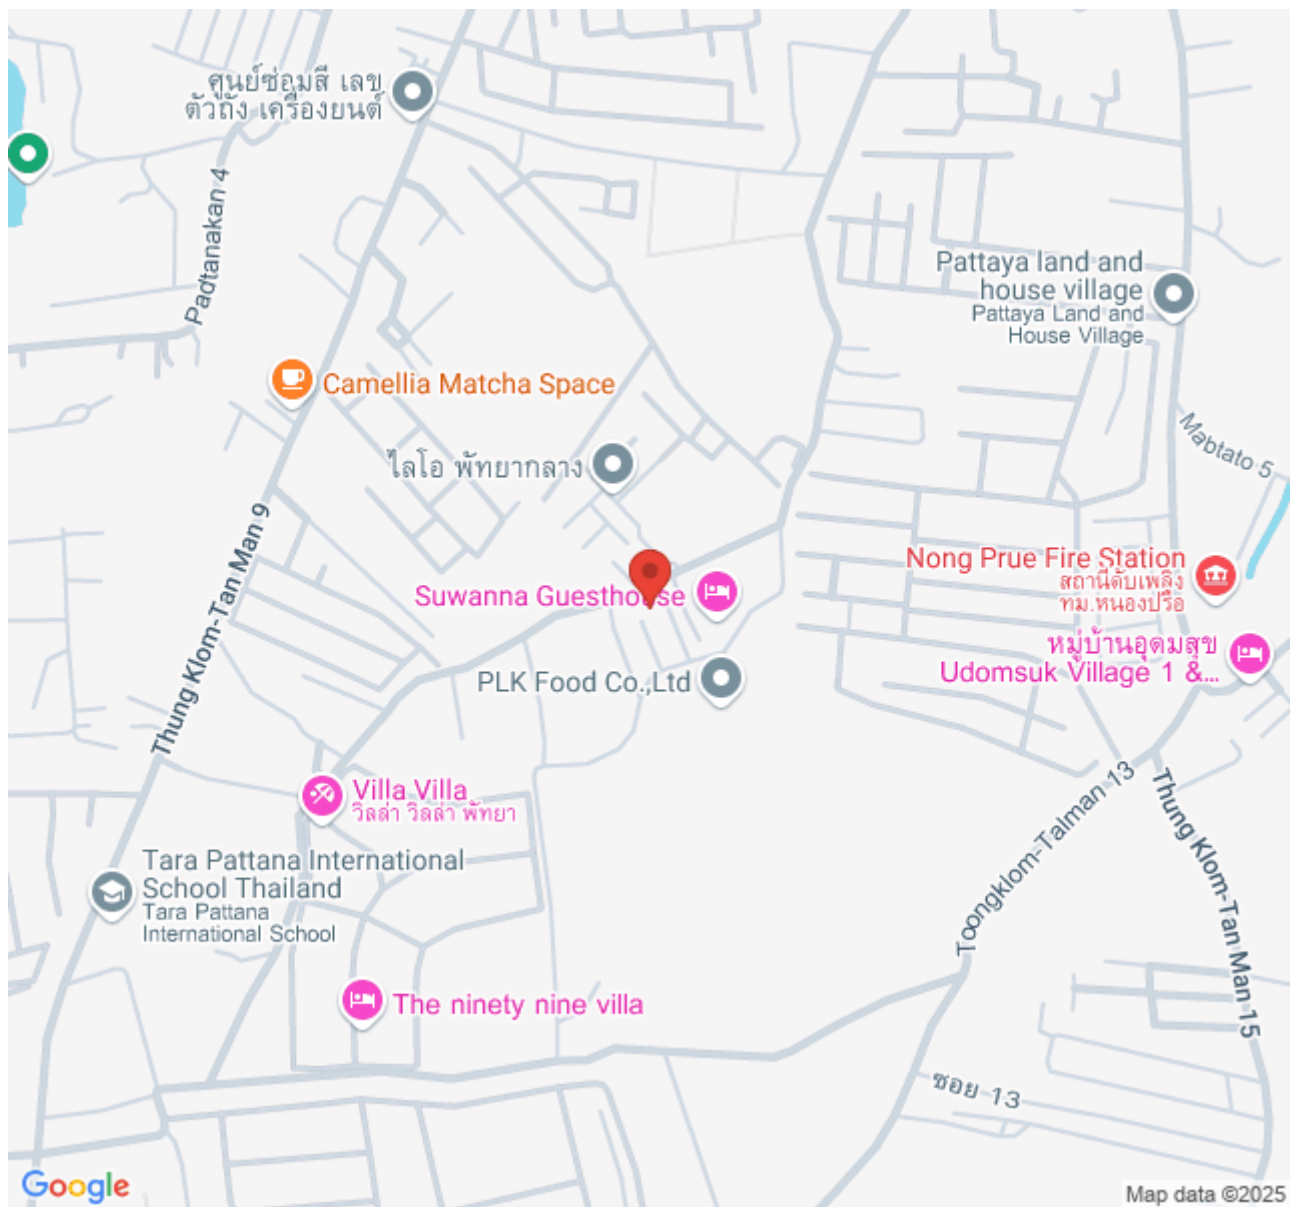 ศูนย์ซ่อมสี เลข
ตัวถัง เครื่องยนต์
Padtanakan 4
Pattaya land and
house village
Pattaya Land and
House Village
Camellia Matcha Space
Mabtato 5
ไลโอ พัทยากลาง
Thung Klom-Tan Man 9
Nong Prue Fire Station
สถานีดับเพลิง
ทม.หนองปรือ
Suwanna Guesthouse
หมู่บ้านอุดมสุข
Udomsuk Village 1 &...
PLK Food Co.,Ltd
Villa Villa
วิลล่า วิลล่า พัทยา
Toongklom-Talman 13
Thung Klom-Tan Man 15
Tara Pattana International
School Thailand
Tara Pattana
International School
The ninety nine villa
ซอย 13
Google
Map data ©2025